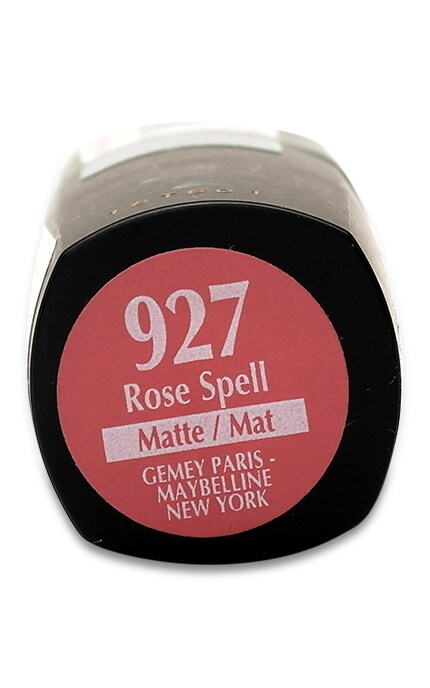 927
Rose Spell
Matte / Mat
GEMEY PARIS -
MAYBELLINE
NEW YORK